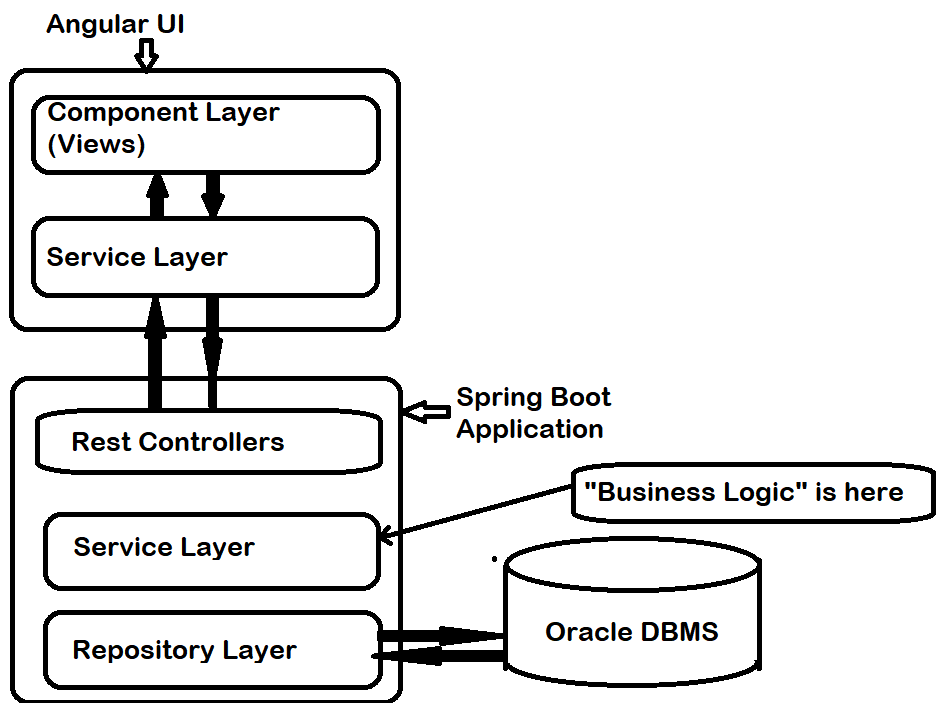 Angular UI
Component Layer
(Views)
Service Layer
Spring Boot
Application
Rest Controllers
"Business Logic" is here
Service Layer
Oracle DBMS
Repository Layer